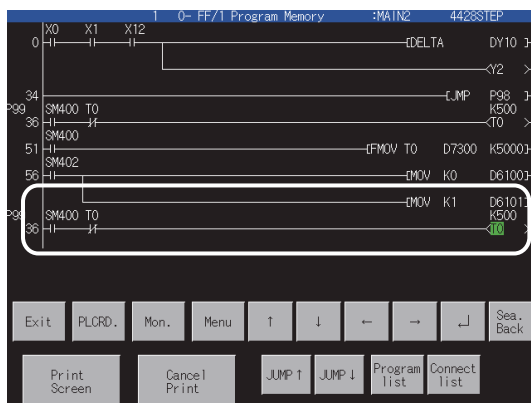 1 0- FF/1 Program Memory :MAIN2 4428STEP
X0 X1 X12
0 DELTA DY10
Y2
34 JMP P98
P99 SM400 T0 K500
36 T0
SM400
51 FMOV T0 D7300 K5000
SM402
56 MOV K0 D6100
MOV K1 D6101
P99 SM400 T0 K500
36 T0
Exit PLCRD. Mon. Menu ↑ ↓ ← → ↵ Sea. Back
Print Screen Cancel Print JUMP↑ JUMP↓ Program list Connect list